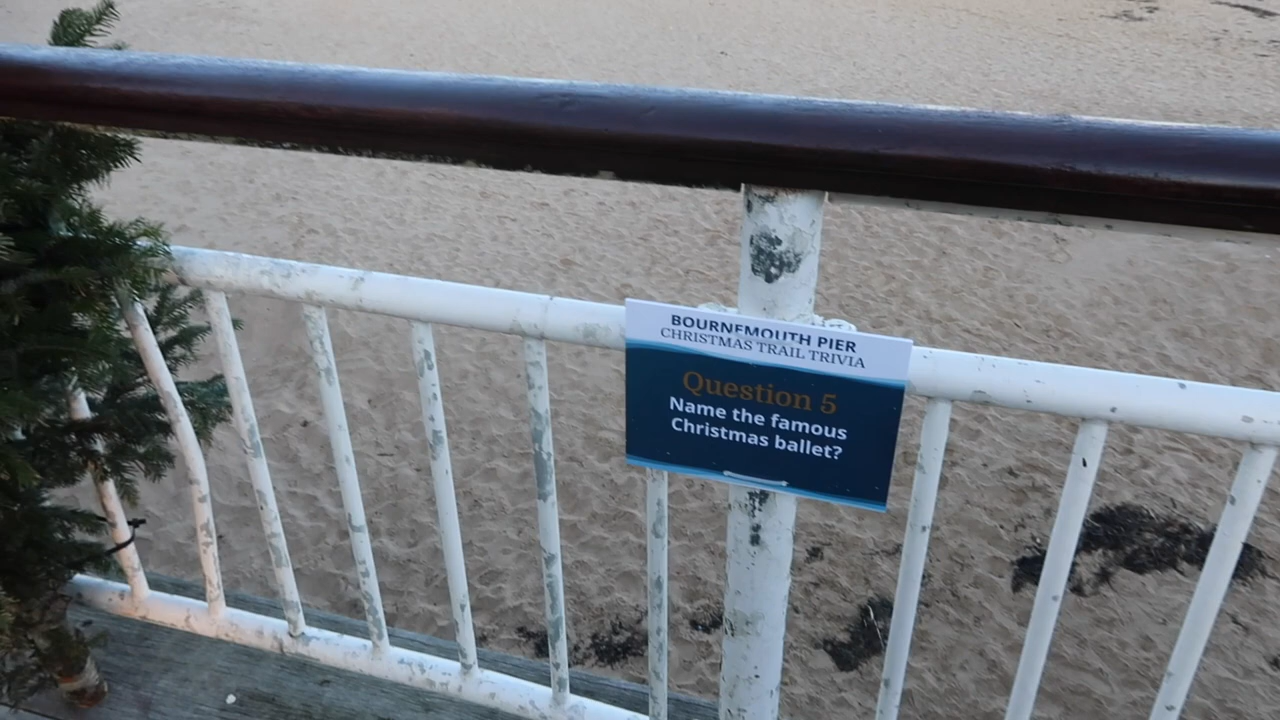 BOURNEMOUTH PIER
CHRISTMAS TRAIL TRIVIA
Question 5
Name the famous
Christmas ballet?